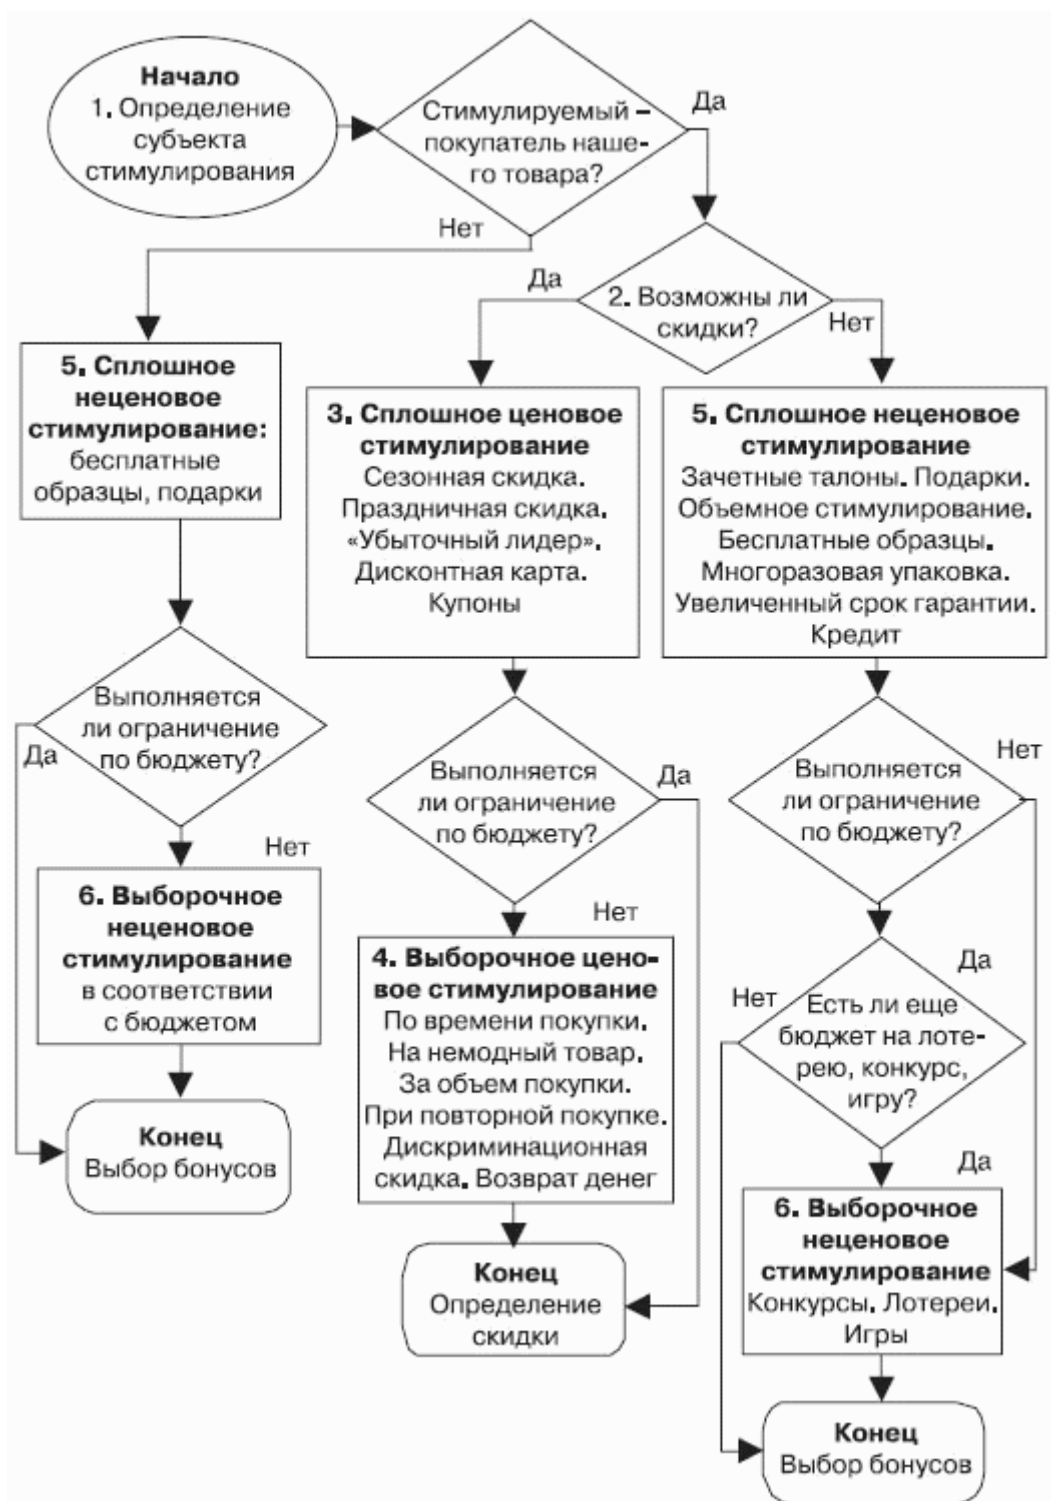 Начало
1. Определение
субъекта
стимулирования
Стимулируемый –
покупатель наше-
го товара?
Да
Нет
2. Возможны ли
скидки?
Да
Нет
5. Сплошное
неценовое
стимулирование:
бесплатные
образцы, подарки
3. Сплошное ценовое
стимулирование
Сезонная скидка.
Праздничная скидка.
«Убыточный лидер».
Дисконтная карта.
Купоны
5. Сплошное неценовое
стимулирование
Зачетные талоны. Подарки.
Объемное стимулирование.
Бесплатные образцы.
Многоразовая упаковка.
Увеличенный срок гарантии.
Кредит
Выполняется
ли ограничение
по бюджету?
Да
Нет
6. Выборочное
неценовое
стимулирование
в соответствии
с бюджетом
Конец
Выбор бонусов
Выполняется
ли ограничение
по бюджету?
Да
Нет
4. Выборочное цено-
вое стимулирование
По времени покупки.
На немодный товар.
За объем покупки.
При повторной покупке.
Дискриминационная
скидка. Возврат денег
Конец
Определение
скидки
Выполняется
ли ограничение
по бюджету?
Нет
Да
Есть ли еще
бюджет на лоте-
рею, конкурс,
игру?
Нет
Да
6. Выборочное
неценовое
стимулирование
Конкурсы. Лотереи.
Игры
Конец
Выбор бонусов